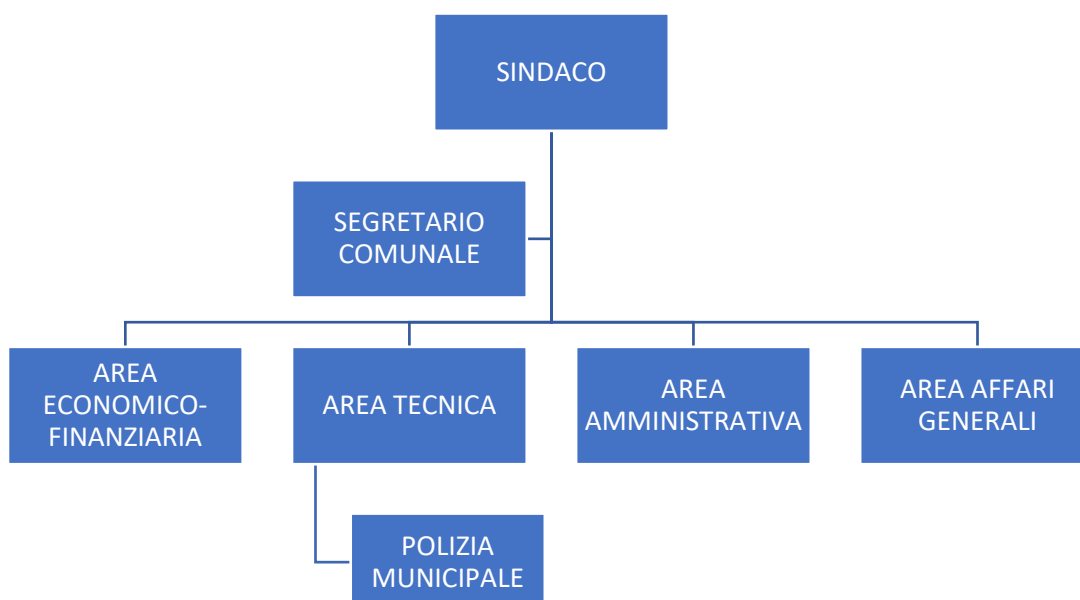 SINDACO
SEGRETARIO
COMUNALE
AREA
ECONOMICO-
FINANZIARIA
AREA TECNICA
AREA
AMMINISTRATIVA
AREA AFFARI
GENERALI
POLIZIA
MUNICIPALE